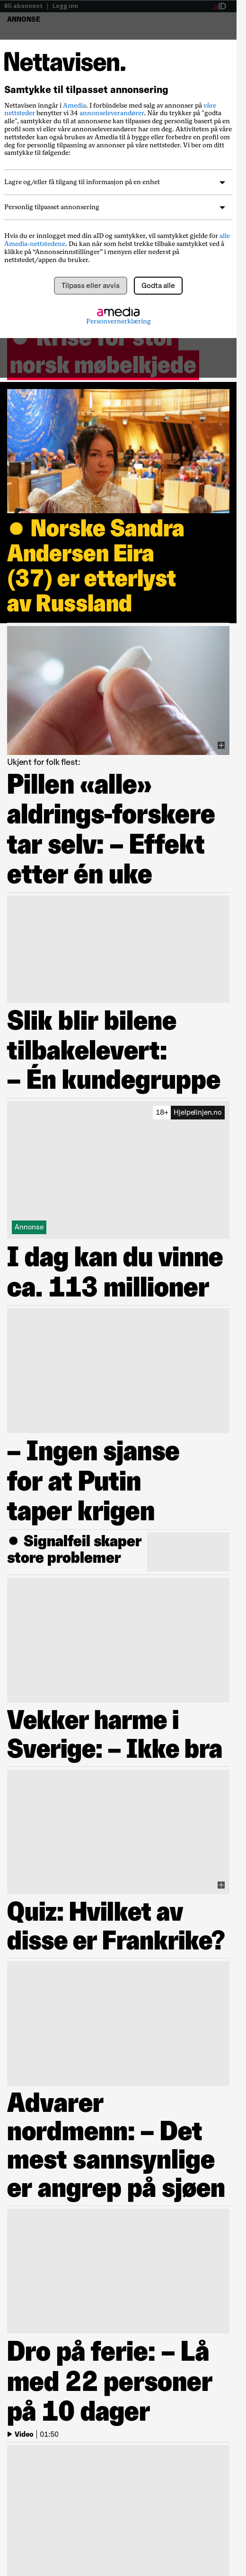 Bli abonnent | Logg inn
aID
ANNONSE
Nettavisen.
Samtykke til tilpasset annonsering
Nettavisen inngår i Amedia. I forbindelse med salg av annonser på våre
nettsteder benytter vi 34 annonseleverandører. Når du trykker på "godta
alle", samtykker du til at annonsene kan tilpasses deg personlig basert på en
profil som vi eller våre annonseleverandører har om deg. Aktiviteten på våre
nettsteder kan også brukes av Amedia til å bygge eller forbedre en profil om
deg for personlig tilpasning av annonser på våre nettsteder. Vi ber om ditt
samtykke til følgende:
Lagre og/eller få tilgang til informasjon på en enhet
Personlig tilpasset annonsering
Hvis du er innlogget med din aID og samtykker, vil samtykket gjelde for alle
Amedia-nettstedene. Du kan når som helst trekke tilbake samtykket ved å
klikke på “Annonseinnstillinger” i menyen eller nederst på
nettstedet/appen du bruker.
Tilpass eller avvis
Godta alle
amedia
Personvernerklæring
Krise for stor
norsk møbelkjede
Norske Sandra
Andersen Eira
(37) er etterlyst
av Russland
Ukjent for folk flest:
Pillen «alle»
aldrings-forskere
tar selv: – Effekt
etter én uke
Slik blir bilene
tilbakelevert:
– Én kundegruppe
18+ Hjelpelinjen.no
Annonse
I dag kan du vinne
ca. 113 millioner
– Ingen sjanse
for at Putin
taper krigen
Signalfeil skaper
store problemer
Vekker harme i
Sverige: – Ikke bra
Quiz: Hvilket av
disse er Frankrike?
Advarer
nordmenn: – Det
mest sannsynlige
er angrep på sjøen
Dro på ferie: – Lå
med 22 personer
på 10 dager
Video | 01:50